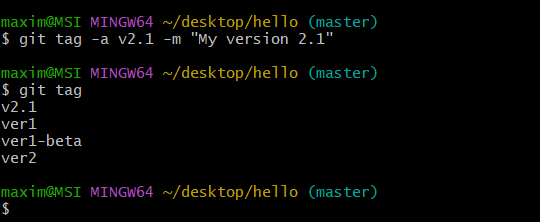 maxim@MSI MINGW64 ~/desktop/hello (master)
$ git tag -a v2.1 -m "My version 2.1"
maxim@MSI MINGW64 ~/desktop/hello (master)
$ git tag
v2.1
ver1
ver1-beta
ver2
maxim@MSI MINGW64 ~/desktop/hello (master)
$